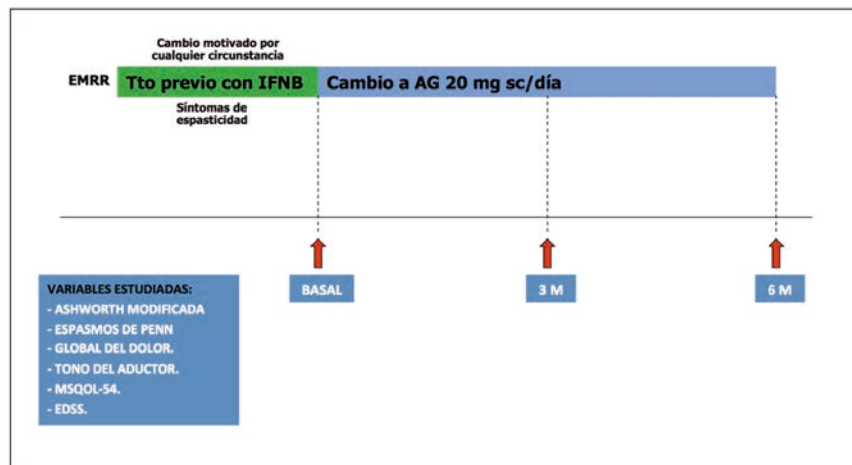 Cambio motivado por
cualquier circunstancia
EMRR
Tto previo con IFNB
Cambio a AG 20 mg sc/día
Síntomas de
espasticidad
VARIABLES ESTUDIADAS:
- ASHWORTH MODIFICADA
- ESPASMOS DE PENN
- GLOBAL DEL DOLOR.
- TONO DEL ADUCTOR.
- MSQOL-54.
- EDSS.
BASAL
3 M
6 M